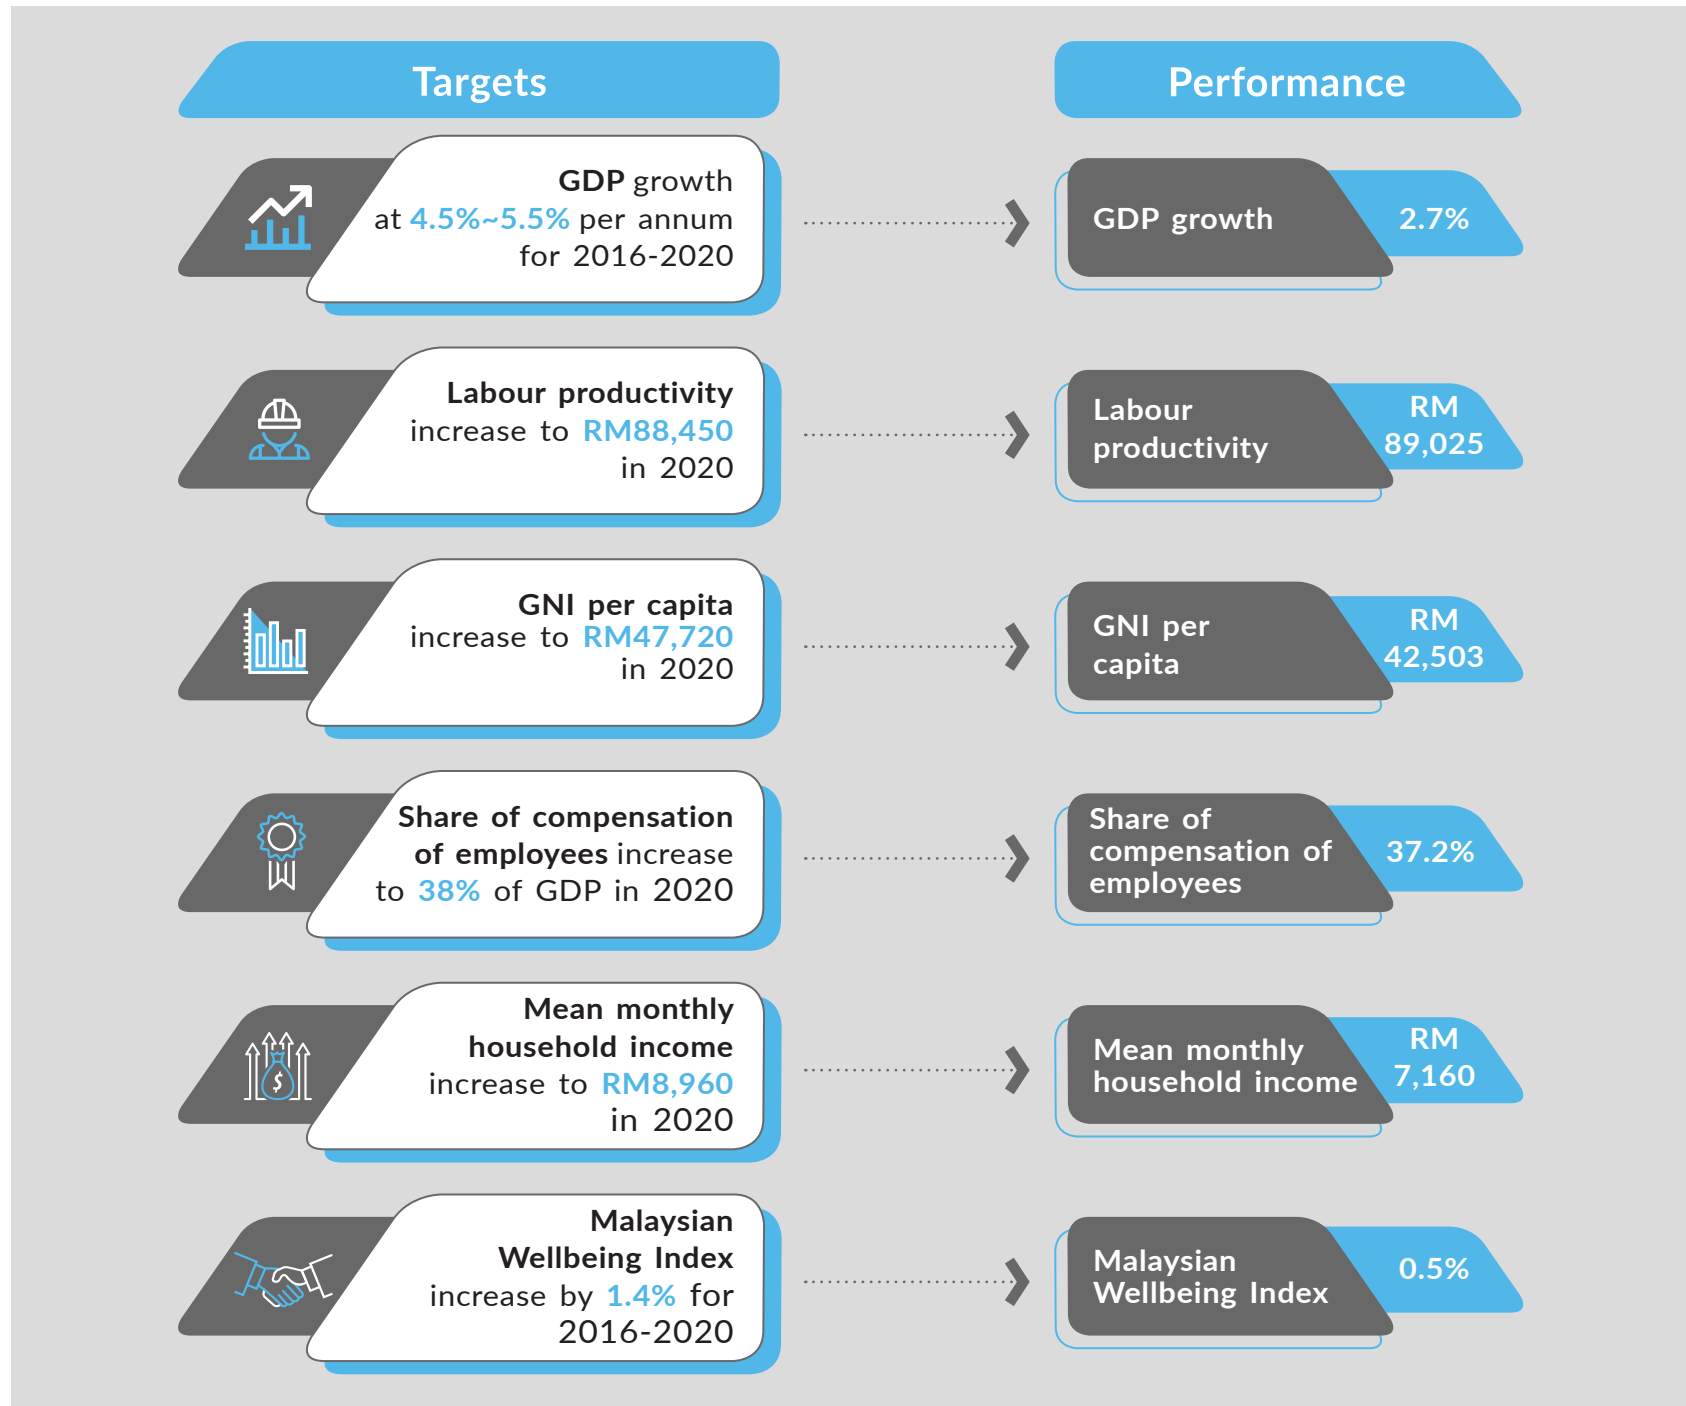 Targets
Performance
GDP growth
at 4.5%~5.5% per annum
for 2016-2020
GDP growth
2.7%
Labour productivity
increase to RM88,450
in 2020
Labour
productivity
RM
89,025
GNI per capita
increase to RM47,720
in 2020
GNI per
capita
RM
42,503
Share of compensation
of employees increase
to 38% of GDP in 2020
Share of
compensation of
employees
37.2%
Mean monthly
household income
increase to RM8,960
in 2020
$
Mean monthly
household income
RM
7,160
Malaysian
Wellbeing Index
increase by 1.4% for
2016-2020
Malaysian
Wellbeing Index
0.5%